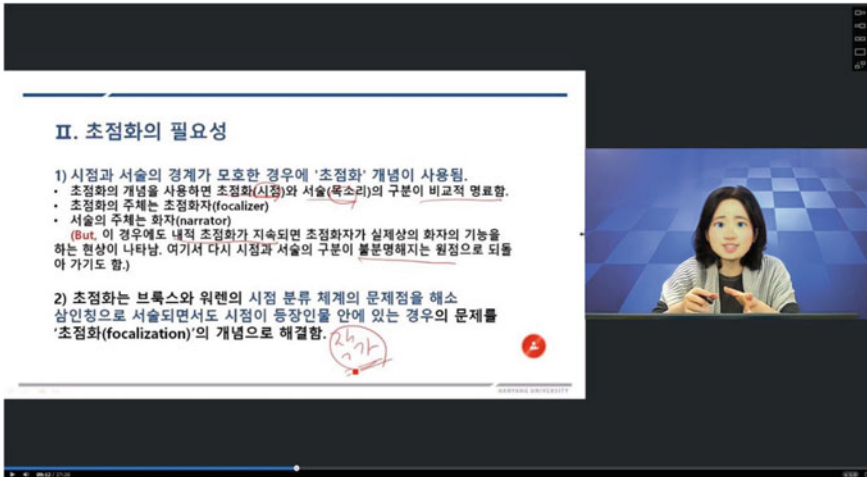 Ⅱ. 초점화의 필요성
1) 시점과 서술의 경계가 모호한 경우에 '초점화' 개념이 사용됨.
• 초점화의 개념을 사용하면 초점화(시점)와 서술(목소리)의 구분이 비교적 명료함.
• 초점화의 주체는 초점화자(focalizer)
• 서술의 주체는 화자(narrator)
(But, 이 경우에도 내적 초점화가 지속되면 초점화자가 실제상의 화자의 기능을
하는 현상이 나타남. 여기서 다시 시점과 서술의 구분이 불분명해지는 원점으로 되돌
아 가기도 함.)
2) 초점화는 브룩스와 워렌의 시점 분류 체계의 문제점을 해소
삼인칭으로 서술되면서도 시점이 등장인물 안에 있는 경우의 문제를
'초점화(focalization)'의 개념으로 해결함.
HANYANG UNIVERSITY